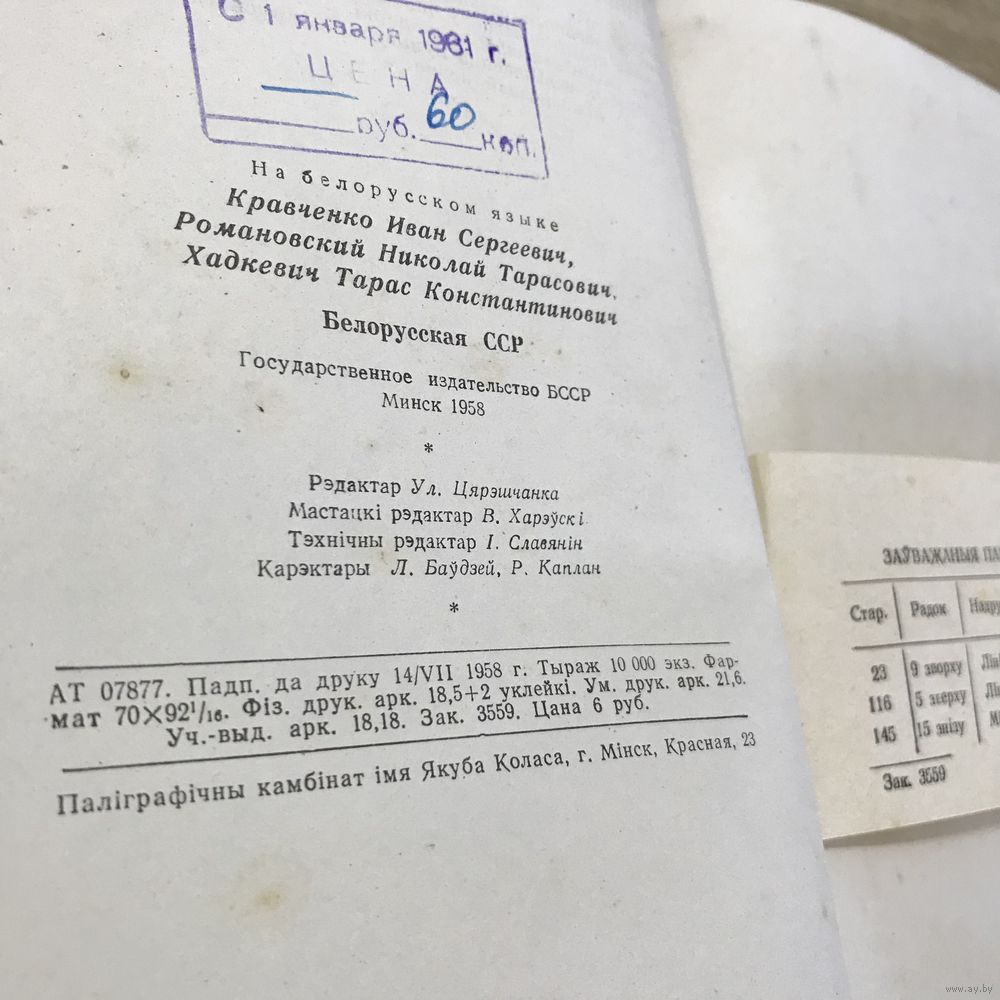 С 1 января 1961 г.
ЦЕНА
руб. 60 коп.
На белорусском языке
Кравченко Иван Сергеевич,
Романовский Николай Тарасович,
Хадкевич Тарас Константинович
Белорусская ССР
Государственное издательство БССР
Минск 1958
*
Рэдактар Ул. Цярэшчанка
Мастацкі рэдактар В. Харэўскі
Тэхнічны рэдактар І. Славянін
Карэктары Л. Баўдзей, Р. Каплан
*
АТ 07877. Падп. да друку 14/VII 1958 г. Тыраж 10 000 экз. Фар-
мат 70×92¹/₁₆. Фіз. друк. арк. 18,5+2 уклейкі. Ум. друк. арк. 21,6.
Уч.-выд. арк. 18,18. Зак. 3559. Цана 6 руб.
Паліграфічны камбінат імя Якуба Коласа, г. Мінск, Красная, 23
ЗАЎВАЖАНЫЯ
Стар. Радок
23 9 зверху
116 5 зверху
145 15 знізу
Зак. 3559
www.ay.by